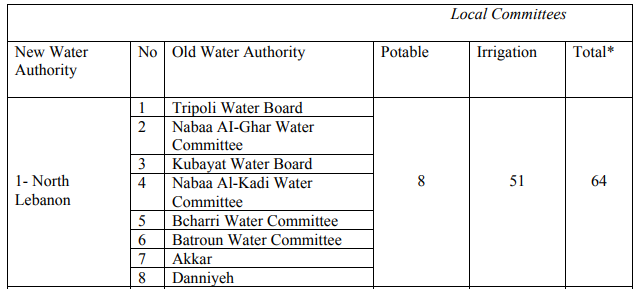 Local Committees
New Water Authority No Old Water Authority Potable Irrigation Total*
1- North Lebanon
1 Tripoli Water Board
2 Nabaa AI-Ghar Water
Committee
3 Kubayat Water Board
4 Nabaa Al-Kadi Water
Committee
5 Bcharri Water Committee
6 Batroun Water Committee
7 Akkar
8 Danniyeh
8 51 64